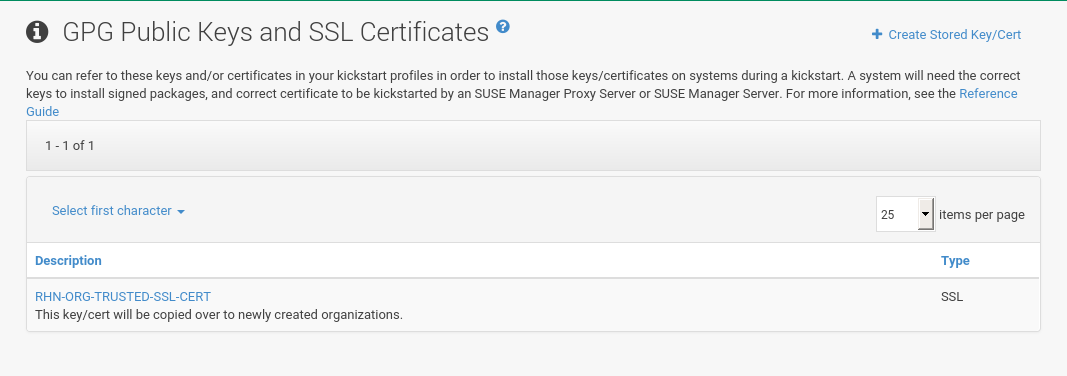 GPG Public Keys and SSL Certificates ?
+ Create Stored Key/Cert
You can refer to these keys and/or certificates in your kickstart profiles in order to install those keys/certificates on systems during a kickstart. A system will need the correct
keys to install signed packages, and correct certificate to be kickstarted by an SUSE Manager Proxy Server or SUSE Manager Server. For more information, see the Reference
Guide
1 - 1 of 1
Select first character
25 items per page
Description Type
RHN-ORG-TRUSTED-SSL-CERT SSL
This key/cert will be copied over to newly created organizations.